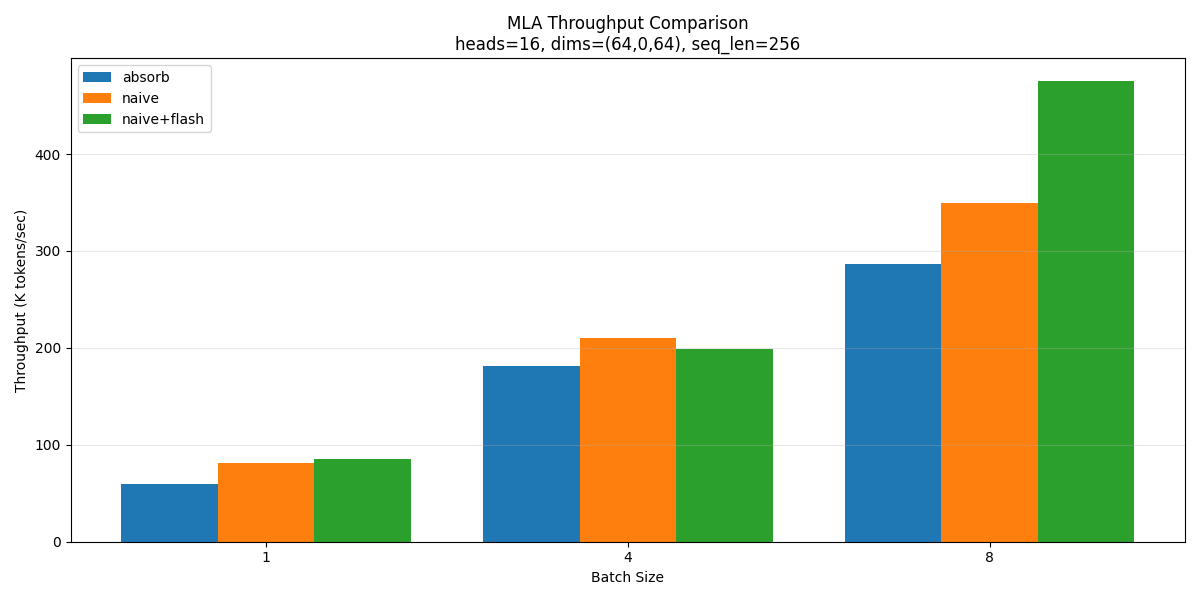 MLA Throughput Comparison
heads=16, dims=(64,0,64), seq_len=256
absorb
naive
naive+flash
Throughput (K tokens/sec)
400
300
200
100
0
1
4
8
Batch Size